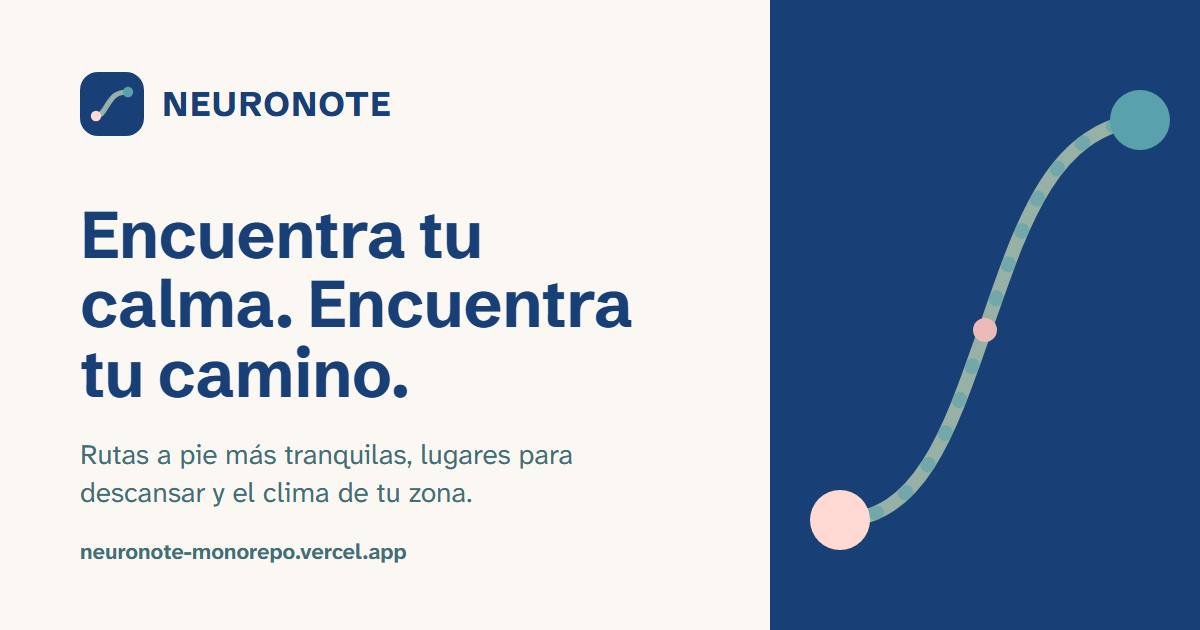 NEURONOTE
Encuentra tu
calma. Encuentra
tu camino.
Rutas a pie más tranquilas, lugares para
descansar y el clima de tu zona.
neuronote-monorepo.vercel.app